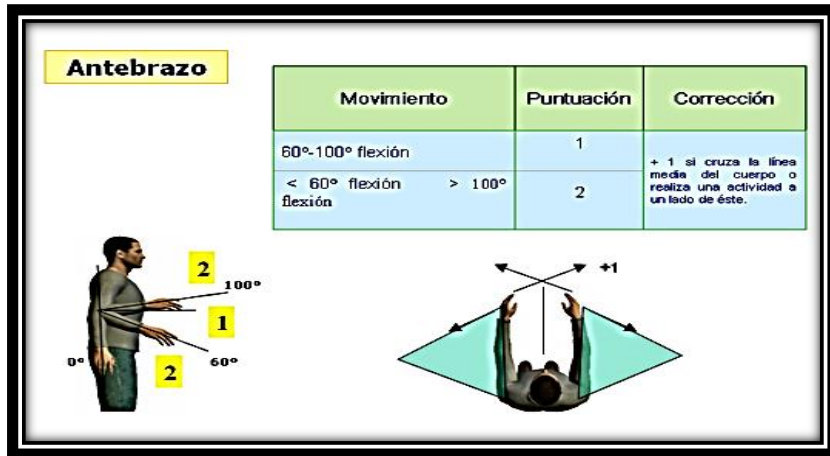 Antebrazo
Movimiento Puntuación Corrección
60º-100º flexión 1
< 60º flexión > 100º
flexión
2
+ 1 si cruza la línea
media del cuerpo o
realiza una actividad a
un lado de éste.
2
100º
1
0º
2
60º
+1